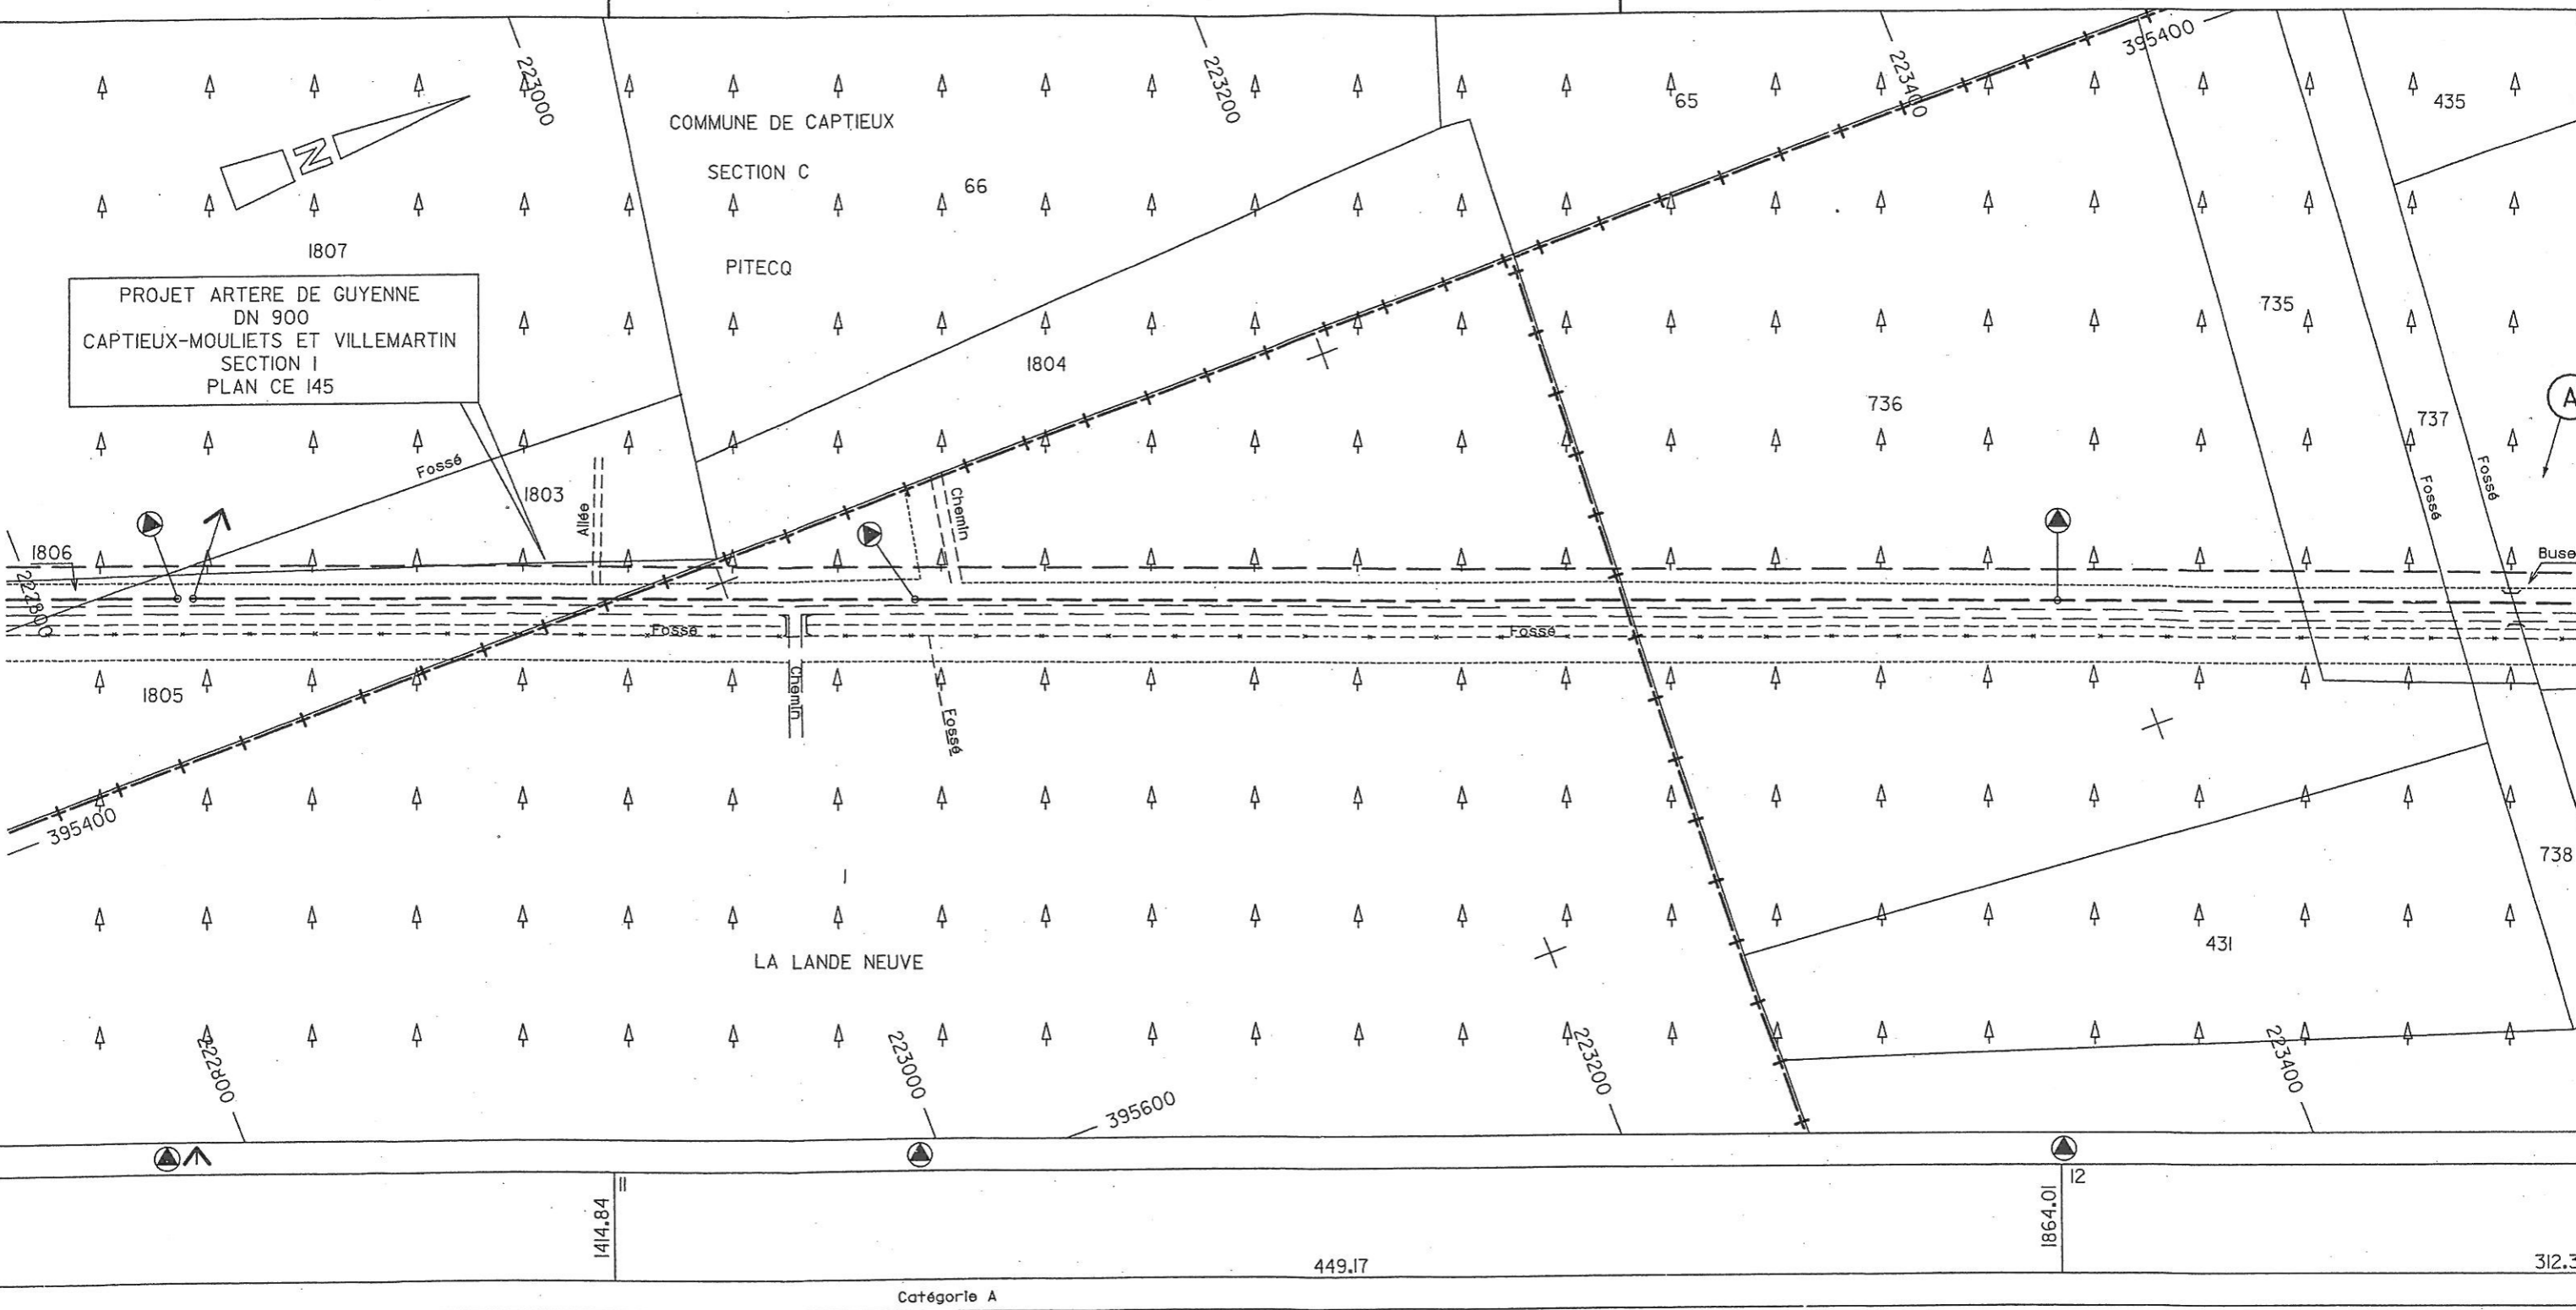 395400
223000
223200
223400
65
435
COMMUNE DE CAPTIEUX
SECTION C
66
N
1807
PITECQ
PROJET ARTERE DE GUYENNE
DN 900
CAPTIEUX-MOULIETS ET VILLEMARTIN
SECTION 1
PLAN CE 145
735
1804
736
A
737
Fossé
1803
Allée
Chemin
Fossé
Fossé
1806
Buse
222800
Fossé
Fossé
1805
Chemin
Fossé
395400
738
1
431
LA LANDE NEUVE
222800
223000
223200
223400
395600
11
12
1414.84
1864.01
449.17
312.3
Catégorie A